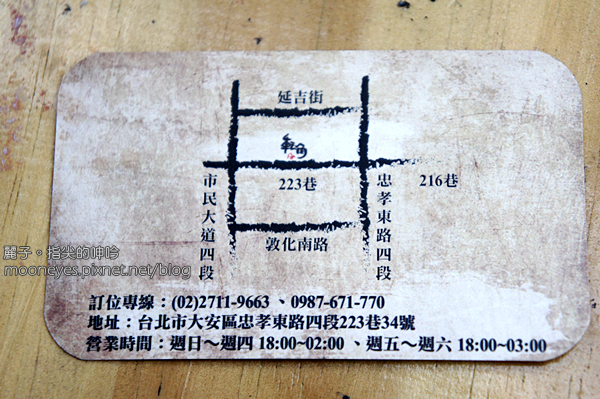 延吉街
223巷
216巷
市民大道四段
忠孝東路四段
敦化南路
麗子。指尖的呻吟
mooneyes.pixnet.net/blog
訂位專線：(02)2711-9663 、0987-671-770
地址：台北市大安區忠孝東路四段223巷34號
營業時間：週日～週四 18:00~02:00 、週五～週六 18:00~03:00